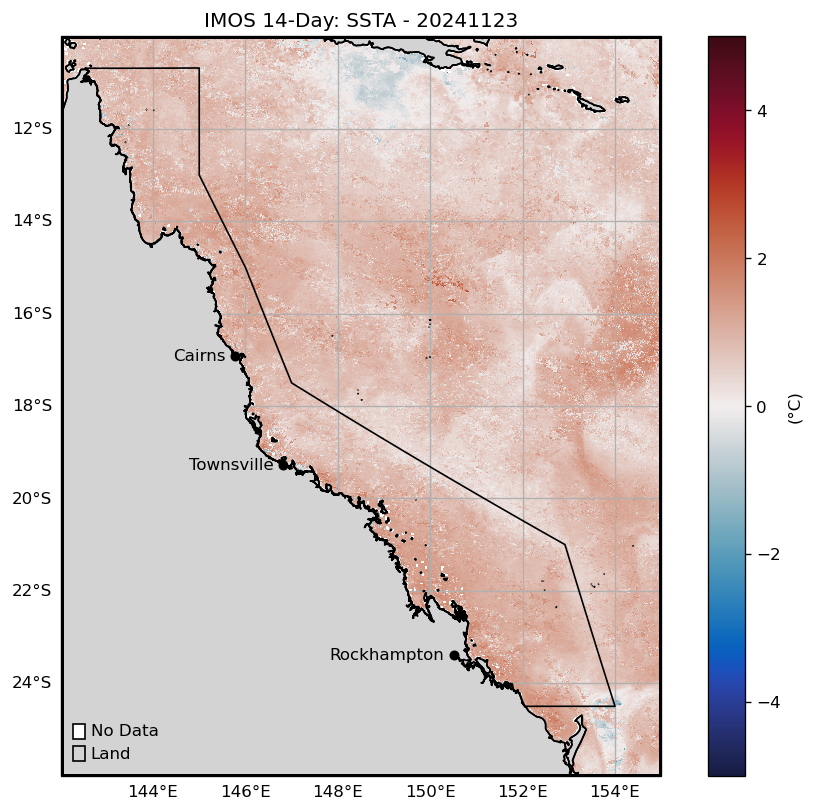 IMOS 14-Day: SSTA - 20241123
12°S
14°S
16°S
18°S
20°S
22°S
24°S
Cairns
Townsville
Rockhampton
No Data
Land
144°E 146°E 148°E 150°E 152°E 154°E
4
2
0
−2
−4
(°C)